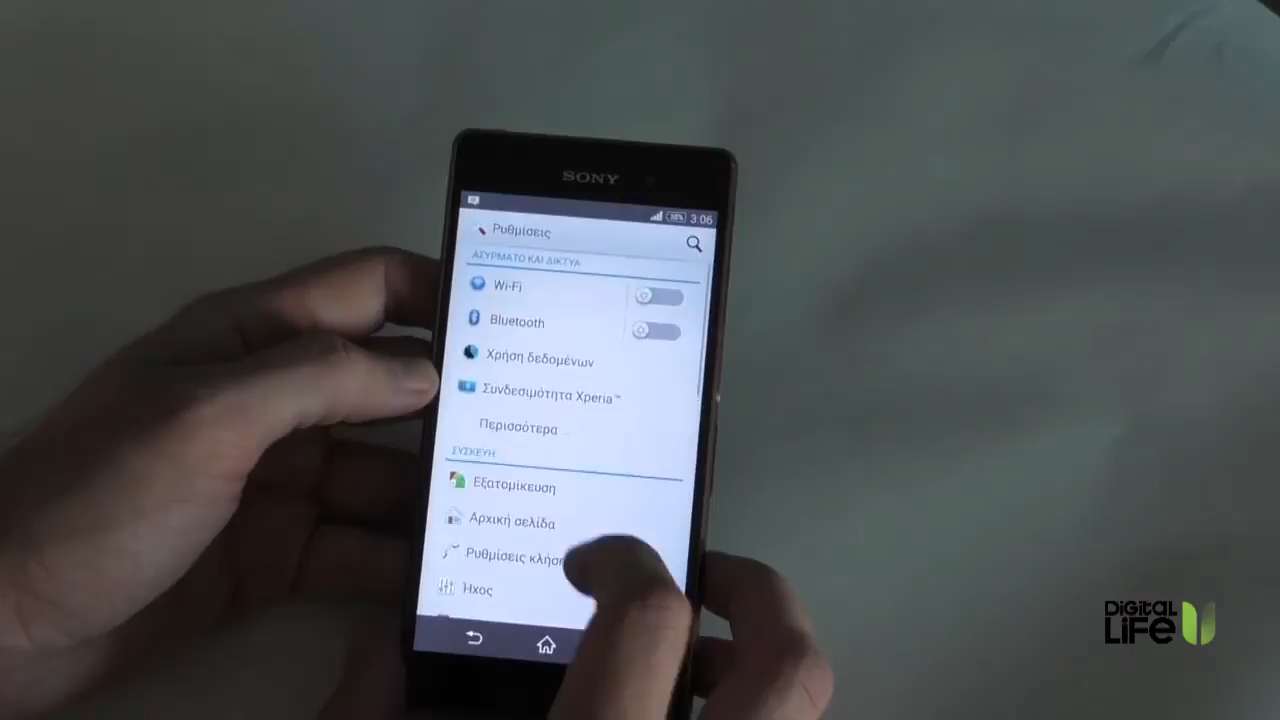 SONY
3:06
Ρυθμίσεις
ΑΣΥΡΜΑΤΟ ΚΑΙ ΔΙΚΤΥΑ
Wi-Fi
Bluetooth
Χρήση δεδομένων
Συνδεσιμότητα Xperia™
Περισσότερα...
ΣΥΣΚΕΥΗ
Εξατομίκευση
Αρχική σελίδα
Ρυθμίσεις
Ήχος
DiGiTAL
LiFE